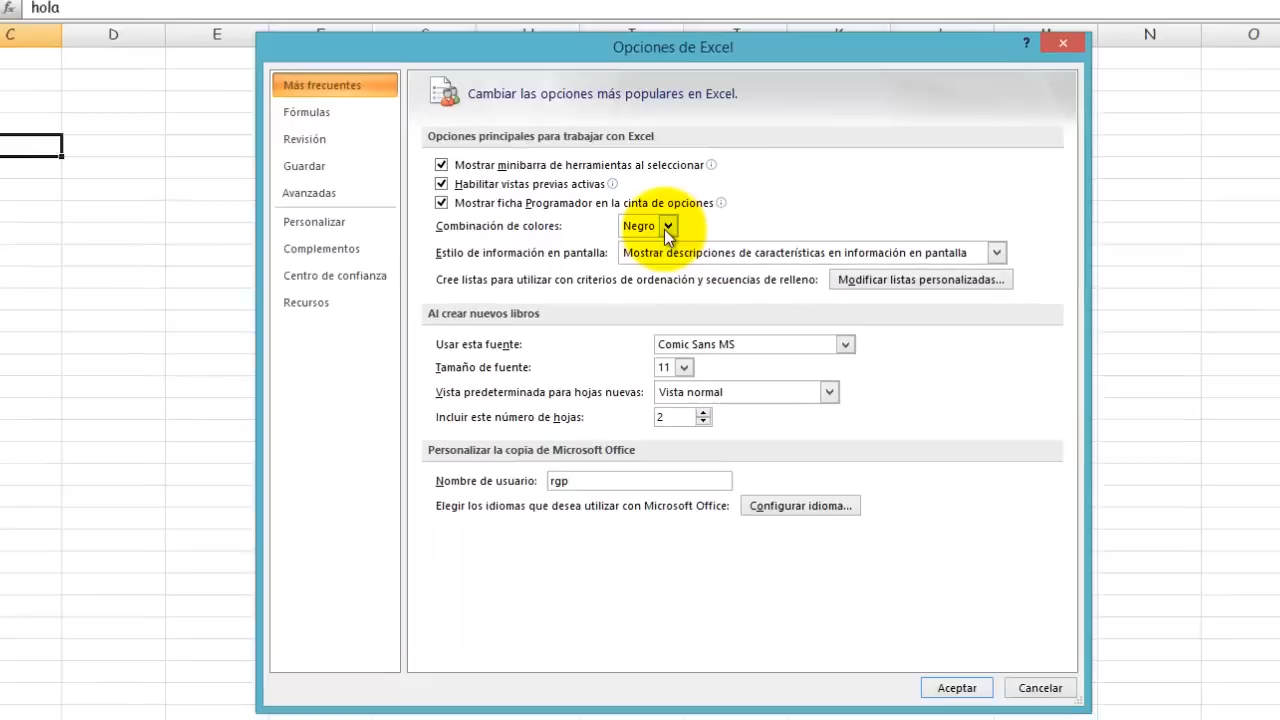 fx hola
C D E N O
Opciones de Excel
?
Más frecuentes
Fórmulas
Revisión
Guardar
Avanzadas
Personalizar
Complementos
Centro de confianza
Recursos
Cambiar las opciones más populares en Excel.
Opciones principales para trabajar con Excel
Mostrar minibarra de herramientas al seleccionar
Habilitar vistas previas activas
Mostrar ficha Programador en la cinta de opciones
Combinación de colores: Negro
Estilo de información en pantalla: Mostrar descripciones de características en información en pantalla
Cree listas para utilizar con criterios de ordenación y secuencias de relleno: Modificar listas personalizadas...
Al crear nuevos libros
Usar esta fuente: Comic Sans MS
Tamaño de fuente: 11
Vista predeterminada para hojas nuevas: Vista normal
Incluir este número de hojas: 2
Personalizar la copia de Microsoft Office
Nombre de usuario: rgp
Elegir los idiomas que desea utilizar con Microsoft Office: Configurar idioma...
Aceptar Cancelar